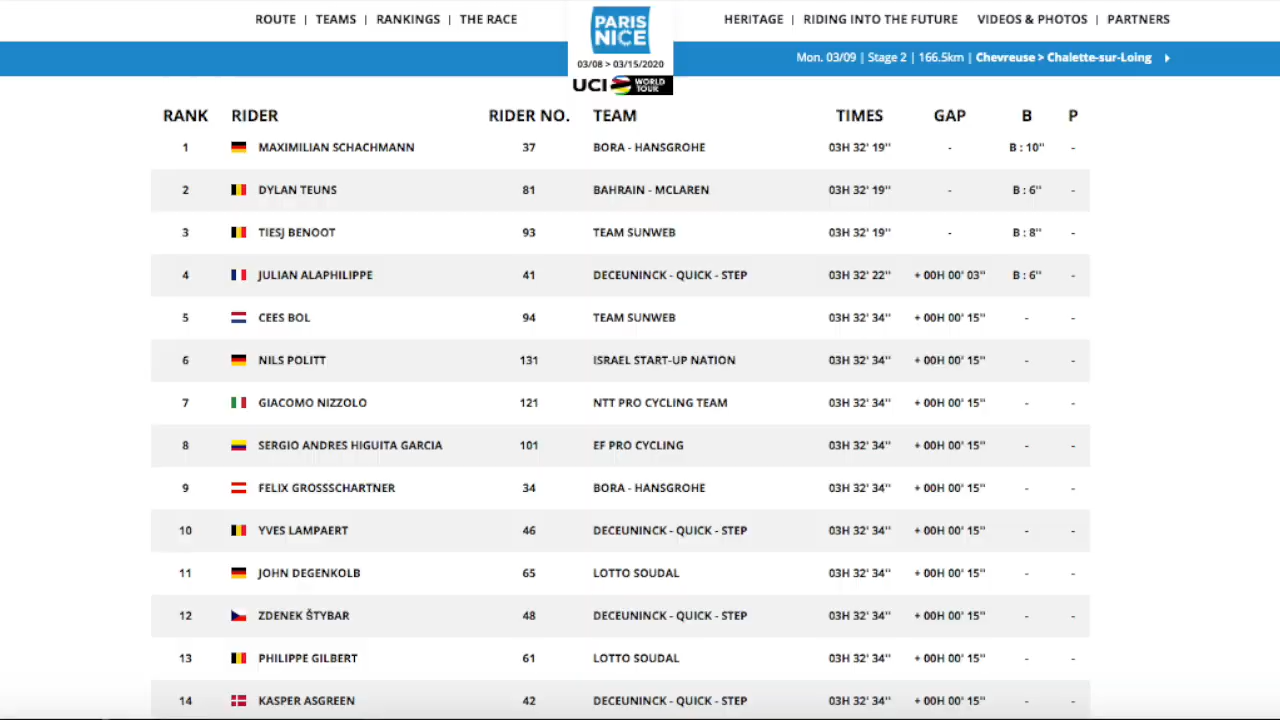 ROUTE | TEAMS | RANKINGS | THE RACE
PARIS NICE
HERITAGE | RIDING INTO THE FUTURE VIDEOS & PHOTOS | PARTNERS
03/08 > 03/15/2020
Mon. 03/09 | Stage 2 | 166.5km | Chevreuse > Chalette-sur-Loing
UCI WORLD TOUR
RANK RIDER RIDER NO. TEAM TIMES GAP B P
1 MAXIMILIAN SCHACHMANN 37 BORA - HANSGROHE 03H 32' 19'' - B : 10'' -
2 DYLAN TEUNS 81 BAHRAIN - MCLAREN 03H 32' 19'' - B : 6'' -
3 TIESJ BENOOT 93 TEAM SUNWEB 03H 32' 19'' - B : 8'' -
4 JULIAN ALAPHILIPPE 41 DECEUNINCK - QUICK - STEP 03H 32' 22'' + 00H 00' 03'' B : 6'' -
5 CEES BOL 94 TEAM SUNWEB 03H 32' 34'' + 00H 00' 15'' - -
6 NILS POLITT 131 ISRAEL START-UP NATION 03H 32' 34'' + 00H 00' 15'' - -
7 GIACOMO NIZZOLO 121 NTT PRO CYCLING TEAM 03H 32' 34'' + 00H 00' 15'' - -
8 SERGIO ANDRES HIGUITA GARCIA 101 EF PRO CYCLING 03H 32' 34'' + 00H 00' 15'' - -
9 FELIX GROSSSCHARTNER 34 BORA - HANSGROHE 03H 32' 34'' + 00H 00' 15'' - -
10 YVES LAMPAERT 46 DECEUNINCK - QUICK - STEP 03H 32' 34'' + 00H 00' 15'' - -
11 JOHN DEGENKOLB 65 LOTTO SOUDAL 03H 32' 34'' + 00H 00' 15'' - -
12 ZDENEK ŠTYBAR 48 DECEUNINCK - QUICK - STEP 03H 32' 34'' + 00H 00' 15'' - -
13 PHILIPPE GILBERT 61 LOTTO SOUDAL 03H 32' 34'' + 00H 00' 15'' - -
14 KASPER ASGREEN 42 DECEUNINCK - QUICK - STEP 03H 32' 34'' + 00H 00' 15'' - -